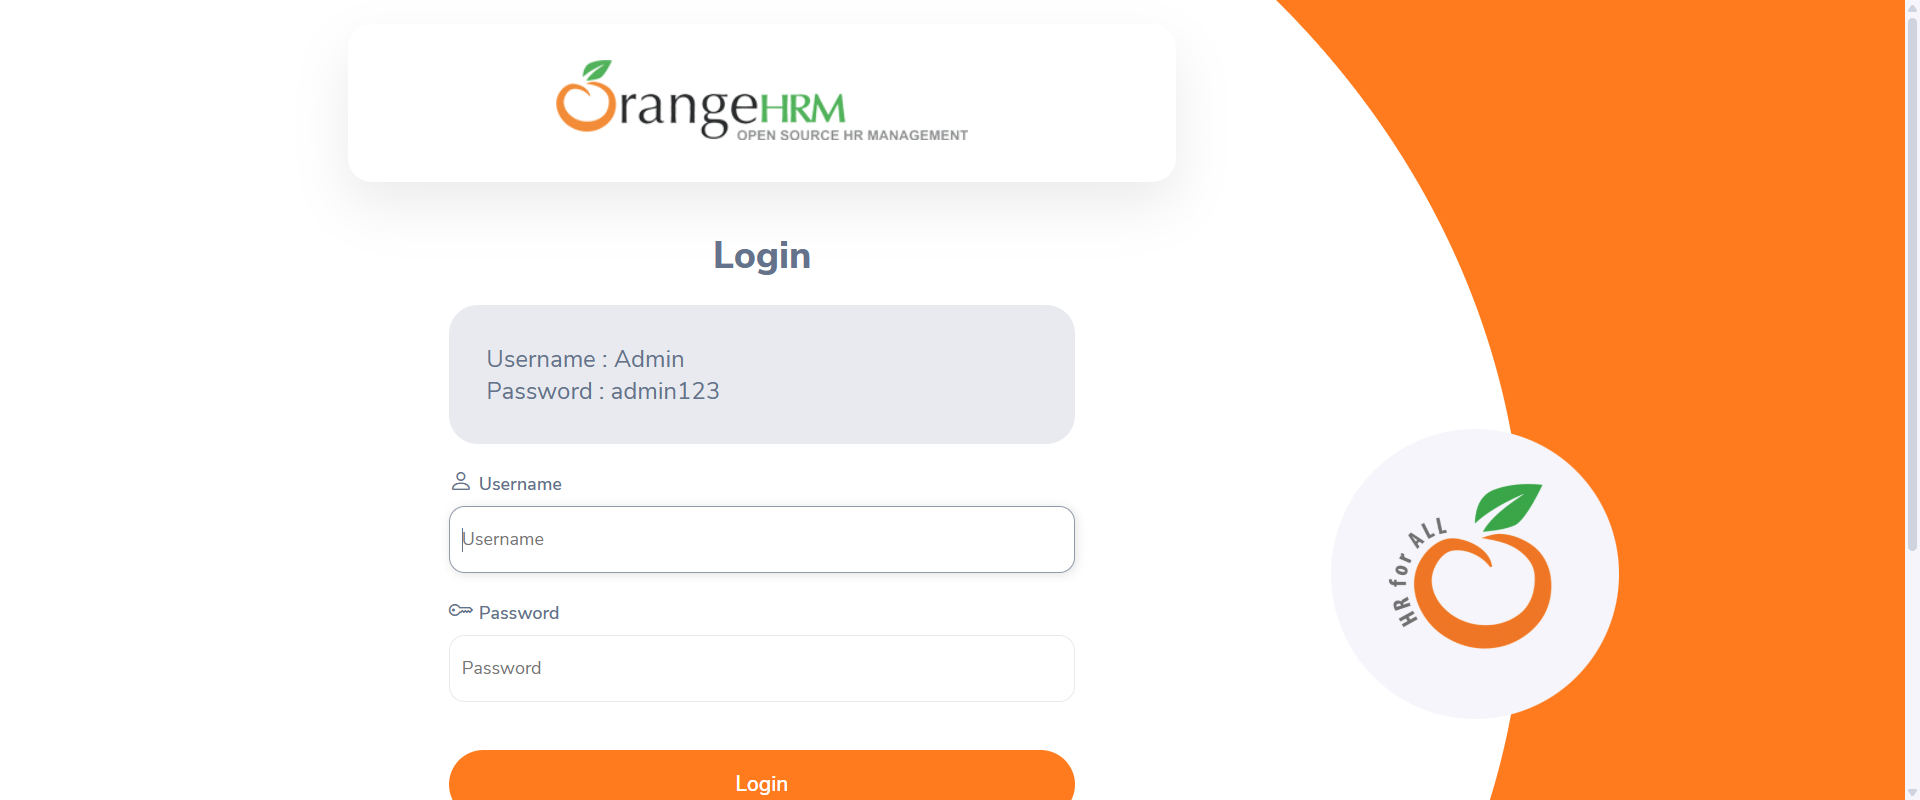 OrangeHRM
OPEN SOURCE HR MANAGEMENT
Login
Username : Admin
Password : admin123
Username
Username
Password
Password
Login
HR for ALL